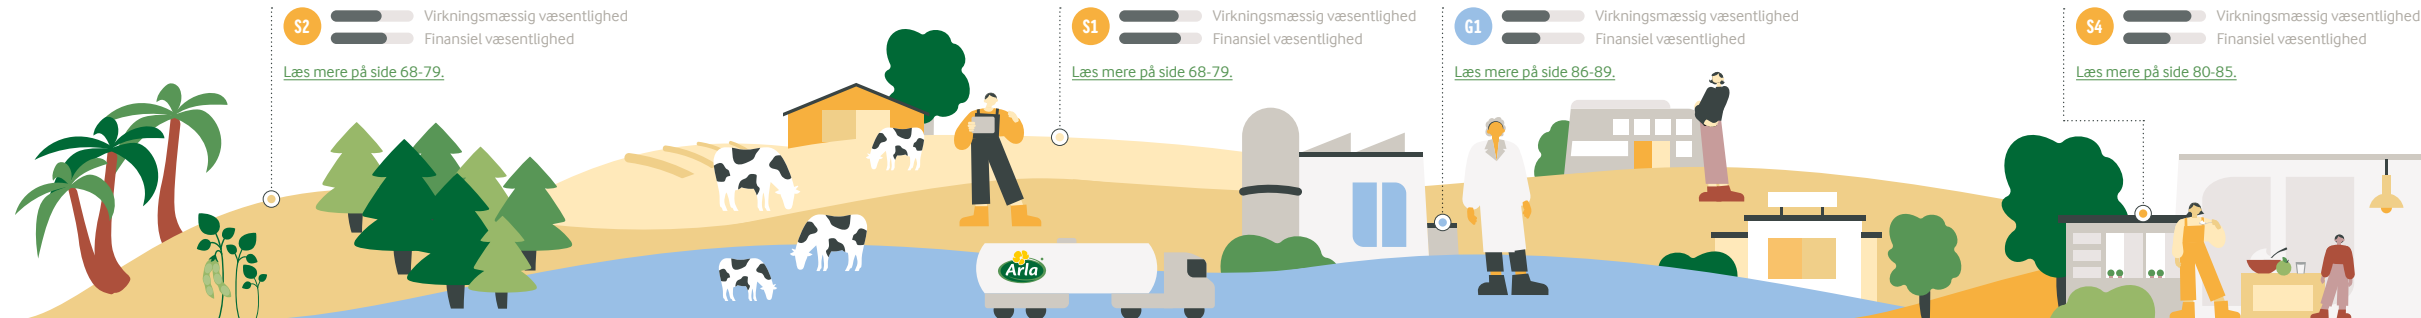 S2
Virkningsmæssig væsentlighed
Finansiel væsentlighed
Læs mere på side 68-79.
S1
Virkningsmæssig væsentlighed
Finansiel væsentlighed
Læs mere på side 68-79.
G1
Virkningsmæssig væsentlighed
Finansiel væsentlighed
Læs mere på side 86-89.
S4
Virkningsmæssig væsentlighed
Finansiel væsentlighed
Læs mere på side 80-85.
Arla